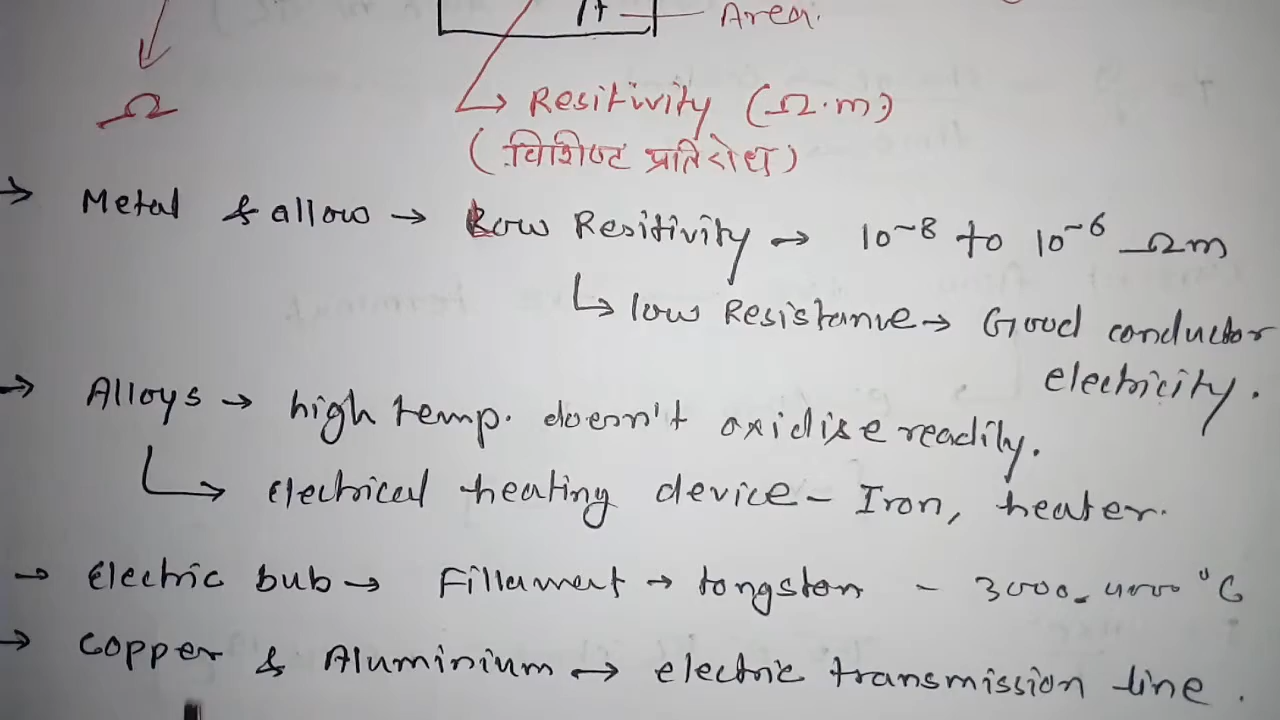 A — Area.
Ω
→ Resitivity (Ω.m)
(विशिष्ट प्रतिरोध)
→ Metal & allow → Low Resitivity → 10⁻⁸ to 10⁻⁶ Ωm
↳ low Resistance → Good conductor
electricity.
→ Alloys → high temp. doesn't oxidise readily.
↳ electrical heating device – Iron, heater.
→ Electric bub → Fillament → tongston – 3000-4000 °C
→ Copper & Aluminium → electric transmission line.